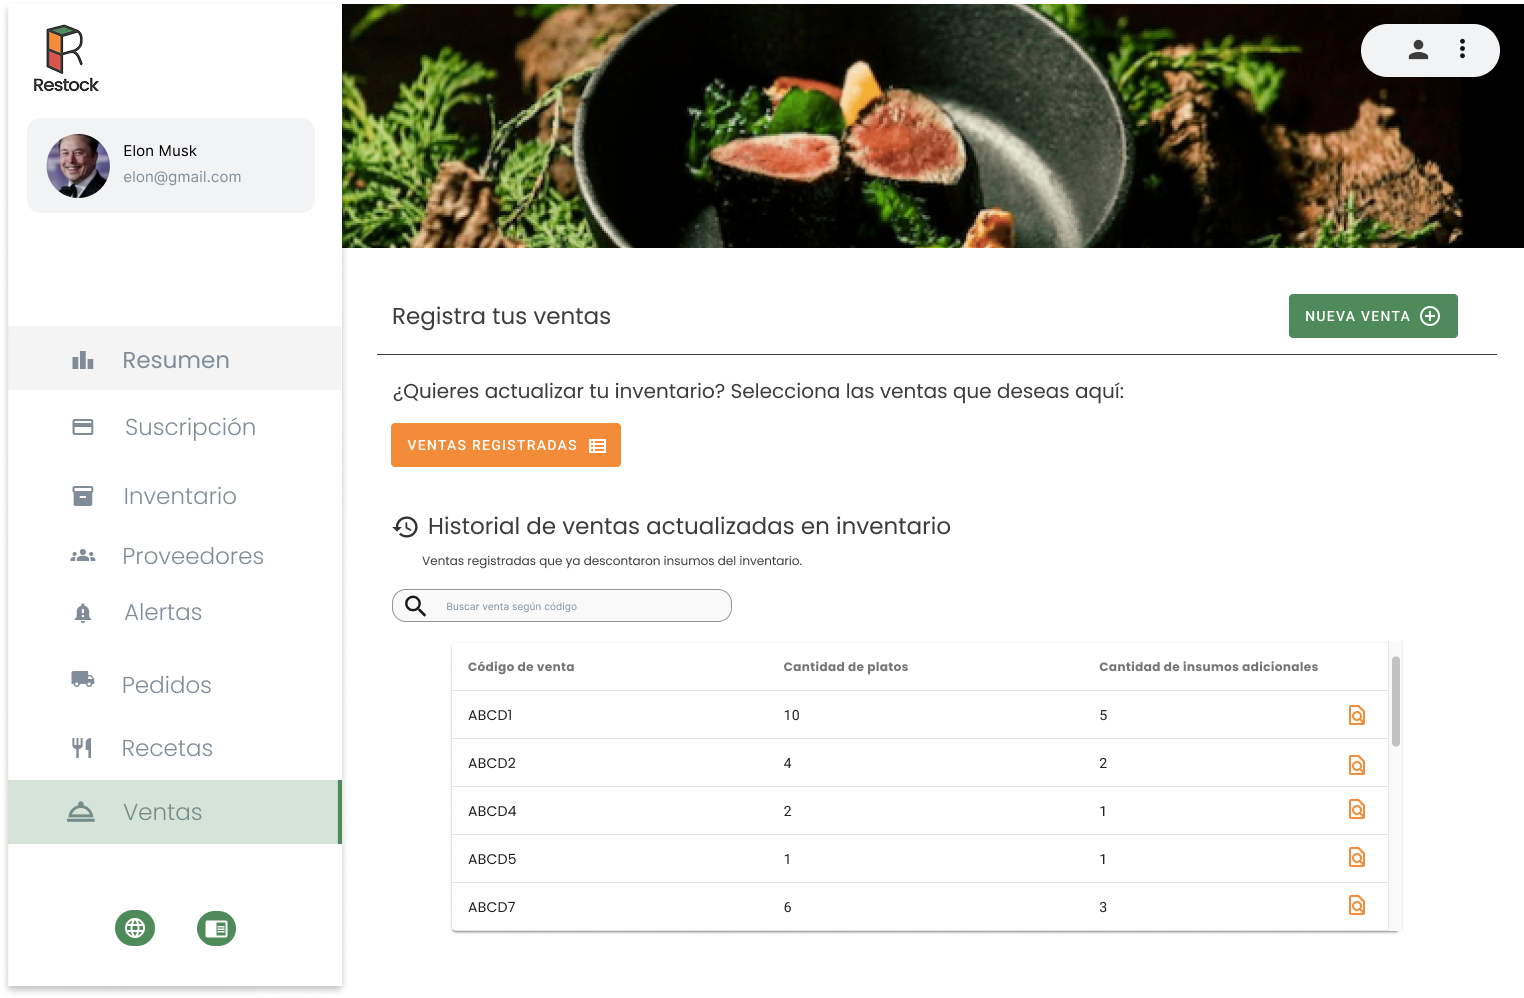 Restock
Elon Musk
elon@gmail.com
Resumen
Suscripción
Inventario
Proveedores
Alertas
Pedidos
Recetas
Ventas
Registra tus ventas
NUEVA VENTA
¿Quieres actualizar tu inventario? Selecciona las ventas que deseas aquí:
VENTAS REGISTRADAS
Historial de ventas actualizadas en inventario
Ventas registradas que ya descontaron insumos del inventario.
Buscar venta según código
Código de venta Cantidad de platos Cantidad de insumos adicionales
ABCD1 10 5
ABCD2 4 2
ABCD4 2 1
ABCD5 1 1
ABCD7 6 3